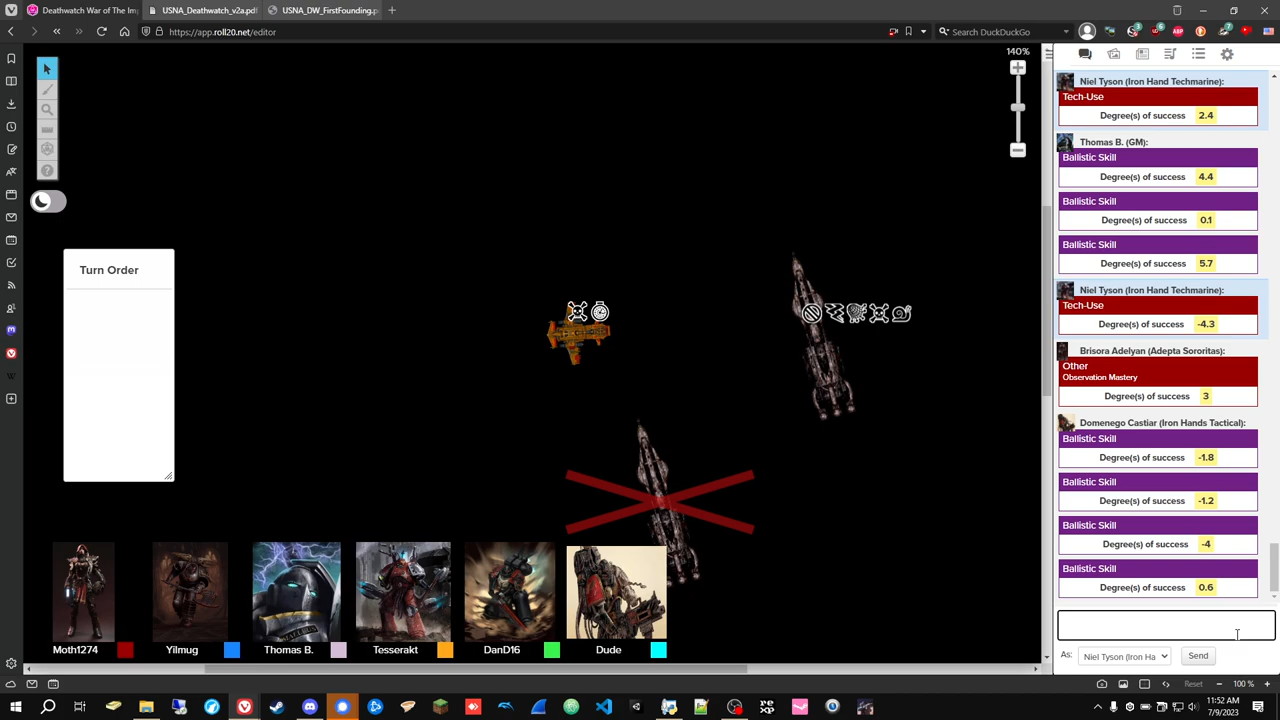 Deathwatch War of The Im
USNA_Deathwatch_v2a.pdf
USNA_DW_FirstFounding.p
https://app.roll20.net/editor
Search DuckDuckGo
140%
Turn Order
Moth1274
Yilmug
Thomas B.
Tesserakt
DanD16
Dude
Niel Tyson (Iron Hand Techmarine):
Tech-Use
Degree(s) of success 2.4
Thomas B. (GM):
Ballistic Skill
Degree(s) of success 4.4
Ballistic Skill
Degree(s) of success 0.1
Ballistic Skill
Degree(s) of success 5.7
Niel Tyson (Iron Hand Techmarine):
Tech-Use
Degree(s) of success -4.3
Brisora Adelyan (Adepta Sororitas):
Other
Observation Mastery
Degree(s) of success 3
Domenego Castiar (Iron Hands Tactical):
Ballistic Skill
Degree(s) of success -1.8
Ballistic Skill
Degree(s) of success -1.2
Ballistic Skill
Degree(s) of success -4
Ballistic Skill
Degree(s) of success 0.6
As: Niel Tyson (Iron Ha Send
Reset 100 %
11:52 AM
7/9/2023